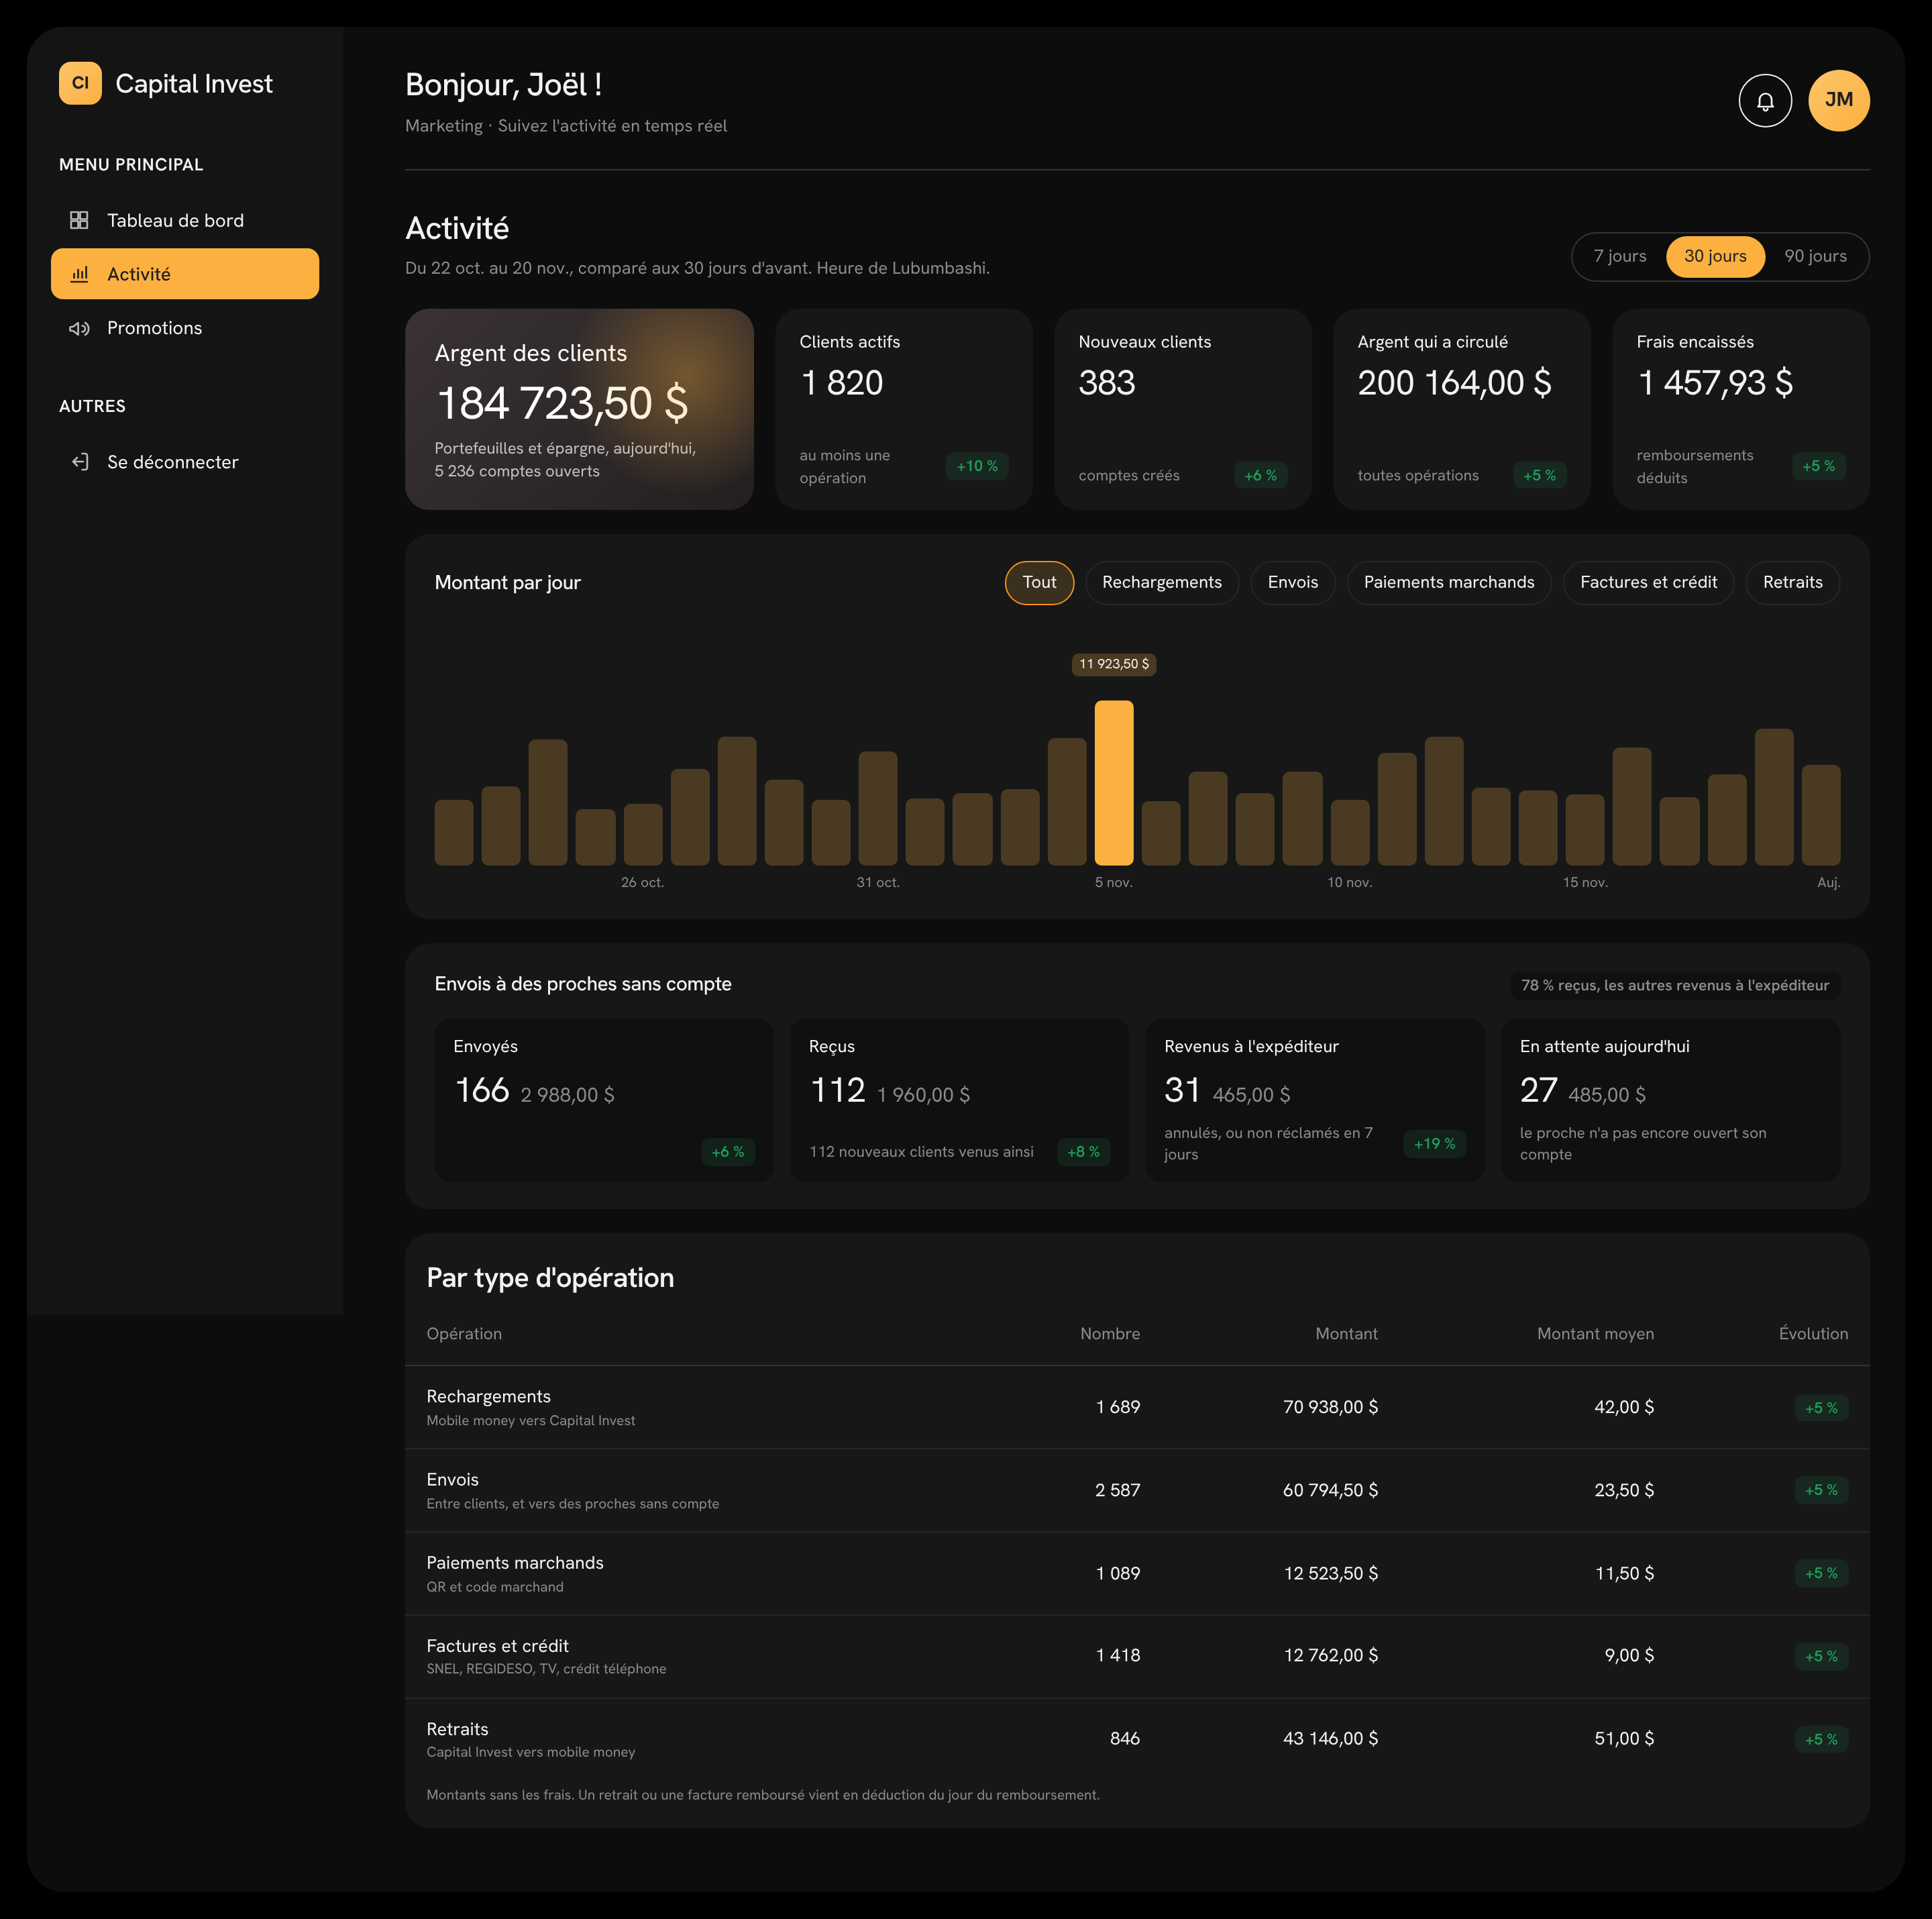 CI
Capital Invest
MENU PRINCIPAL
Tableau de bord
Activité
Promotions
AUTRES
Se déconnecter
Bonjour, Joël !
Marketing · Suivez l'activité en temps réel
JM
Activité
Du 22 oct. au 20 nov., comparé aux 30 jours d'avant. Heure de Lubumbashi.
7 jours
30 jours
90 jours
Argent des clients
184 723,50 $
Portefeuilles et épargne, aujourd'hui,
5 236 comptes ouverts
Clients actifs
1 820
au moins une
opération
+10 %
Nouveaux clients
383
comptes créés
+6 %
Argent qui a circulé
200 164,00 $
toutes opérations
+5 %
Frais encaissés
1 457,93 $
remboursements
déduits
+5 %
Montant par jour
Tout
Rechargements
Envois
Paiements marchands
Factures et crédit
Retraits
11 923,50 $
26 oct.
31 oct.
5 nov.
10 nov.
15 nov.
Auj.
Envois à des proches sans compte
78 % reçus, les autres revenus à l'expéditeur
Envoyés
166 2 988,00 $
+6 %
Reçus
112 1 960,00 $
112 nouveaux clients venus ainsi
+8 %
Revenus à l'expéditeur
31 465,00 $
annulés, ou non réclamés en 7
jours
+19 %
En attente aujourd'hui
27 485,00 $
le proche n'a pas encore ouvert son
compte
Par type d'opération
Opération Nombre Montant Montant moyen Évolution
Rechargements
Mobile money vers Capital Invest
1 689 70 938,00 $ 42,00 $ +5 %
Envois
Entre clients, et vers des proches sans compte
2 587 60 794,50 $ 23,50 $ +5 %
Paiements marchands
QR et code marchand
1 089 12 523,50 $ 11,50 $ +5 %
Factures et crédit
SNEL, REGIDESO, TV, crédit téléphone
1 418 12 762,00 $ 9,00 $ +5 %
Retraits
Capital Invest vers mobile money
846 43 146,00 $ 51,00 $ +5 %
Montants sans les frais. Un retrait ou une facture remboursé vient en déduction du jour du remboursement.